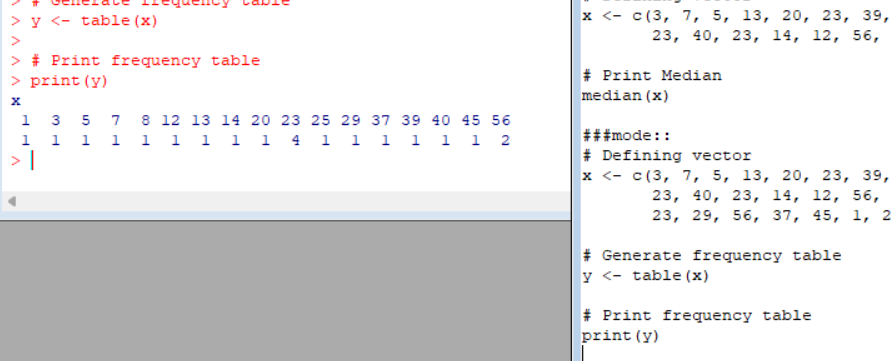 > # Generate frequency table
> y <- table(x)
>
> # Print frequency table
> print(y)
x
1 3 5 7 8 12 13 14 20 23 25 29 37 39 40 45 56
1 1 1 1 1 1 1 1 1 4 1 1 1 1 1 1 2
>
x <- c(3, 7, 5, 13, 20, 23, 39,
23, 40, 23, 14, 12, 56,
# Print Median
median(x)
###mode::
# Defining vector
x <- c(3, 7, 5, 13, 20, 23, 39,
23, 40, 23, 14, 12, 56,
23, 29, 56, 37, 45, 1, 2
# Generate frequency table
y <- table(x)
# Print frequency table
print(y)